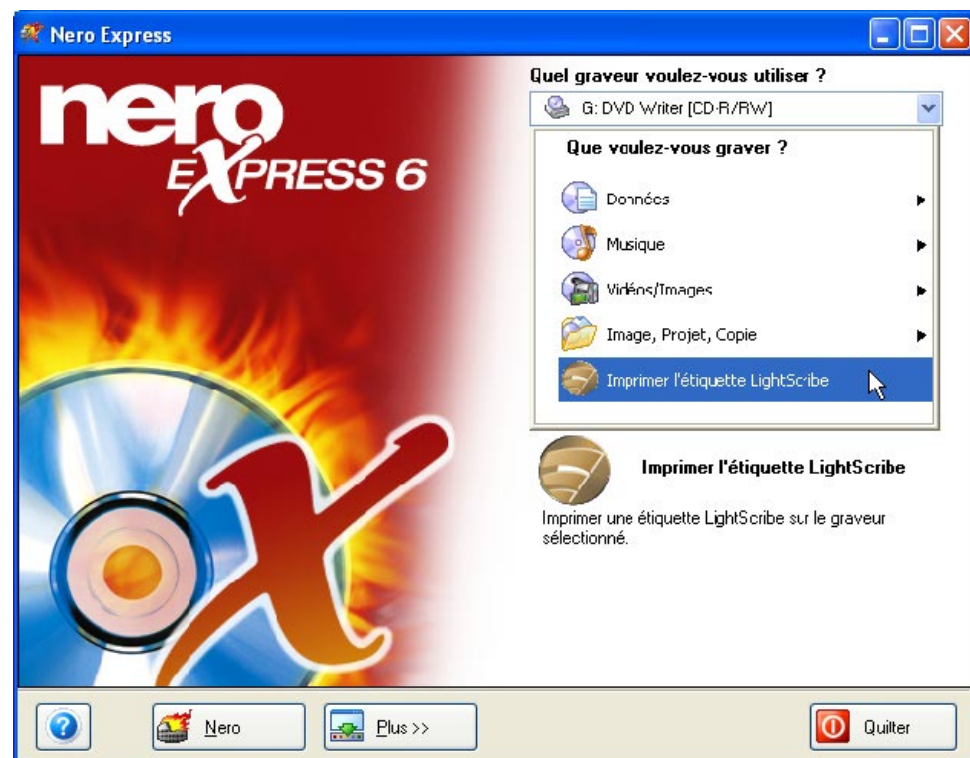 Nero Express
nero
EXPRESS 6
Quel graveur voulez-vous utiliser ?
G: DVD Writer [CD-R/RW]
Que voulez-vous graver ?
Données
Musique
Vidéos/Images
Image, Projet, Copie
Imprimer l'étiquette LightScribe
Imprimer l'étiquette LightScribe
Imprimer une étiquette LightScribe sur le graveur
sélectionné.
Nero
Plus >>
Quitter